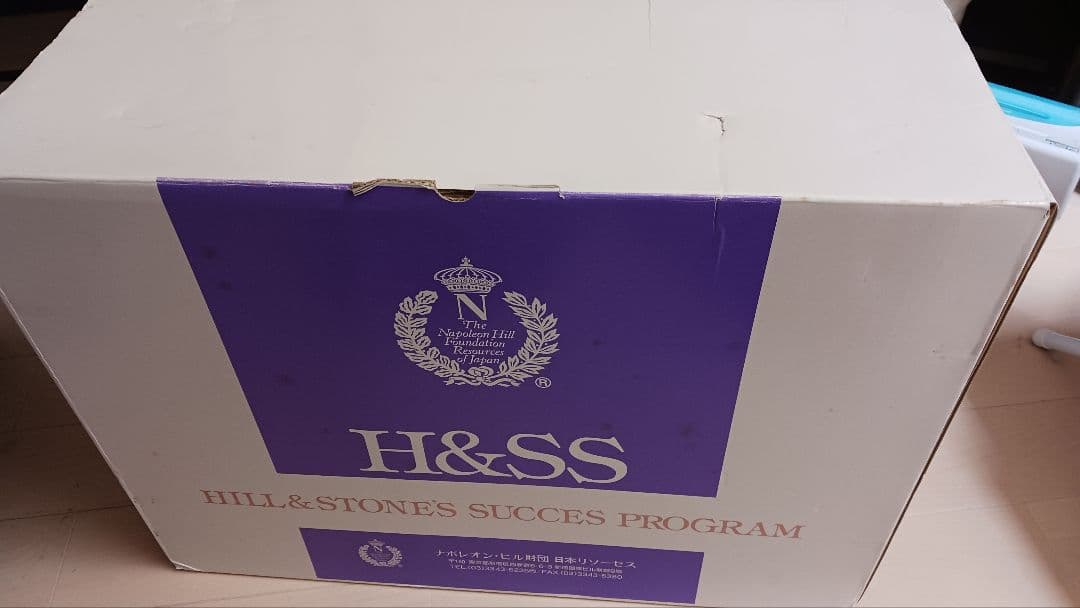 N
The
Napoleon Hill
Foundation
Resources
of Japan
®
H&SS
HILL & STONE'S SUCCES PROGRAM
ナポレオン・ヒル財団 日本リソーセス